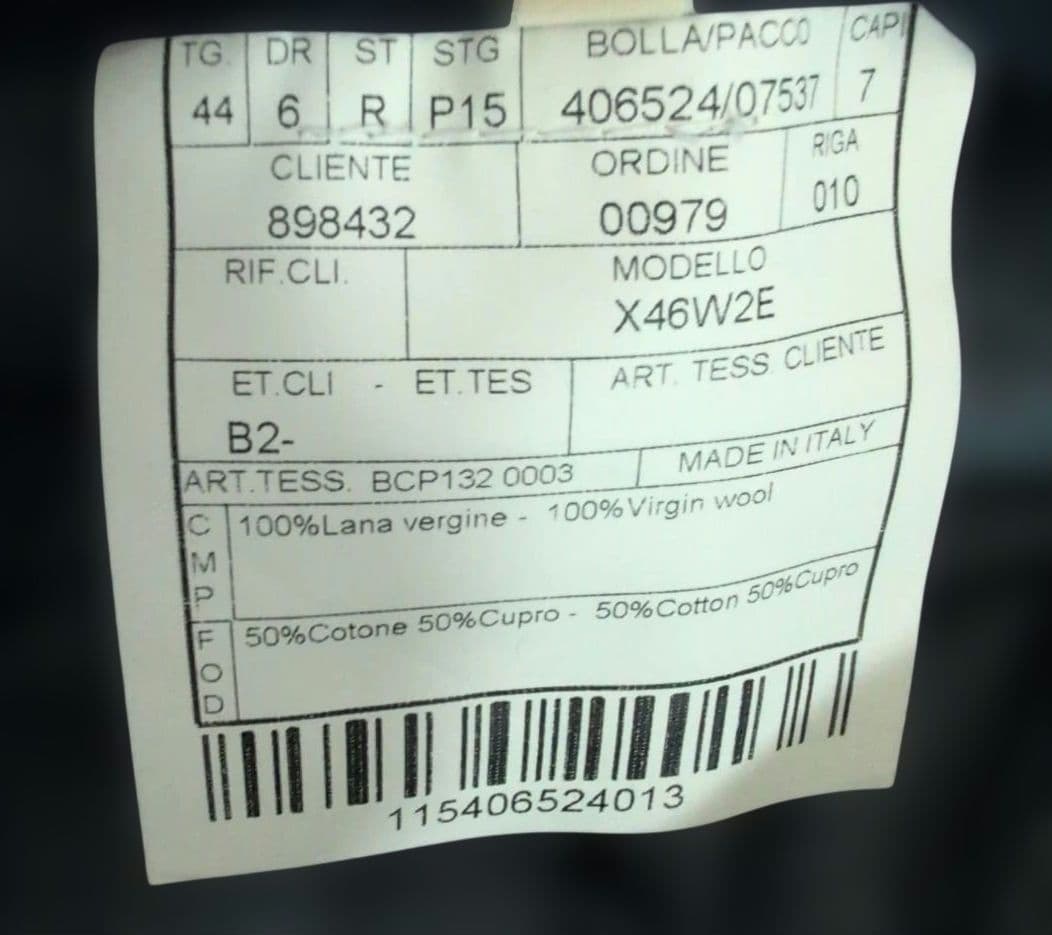 TG. DR ST STG BOLLA/PACCO CAPI
44 6 R P15 406524/07537 7
CLIENTE ORDINE RIGA
898432 00979 010
RIF.CLI. MODELLO
X46W2E
ET.CLI - ET.TES ART. TESS. CLIENTE
B2-
ART.TESS. BCP132 0003 MADE IN ITALY
CMP 100%Lana vergine - 100%Virgin wool
FOD 50%Cotone 50%Cupro - 50%Cotton 50%Cupro
115406524013